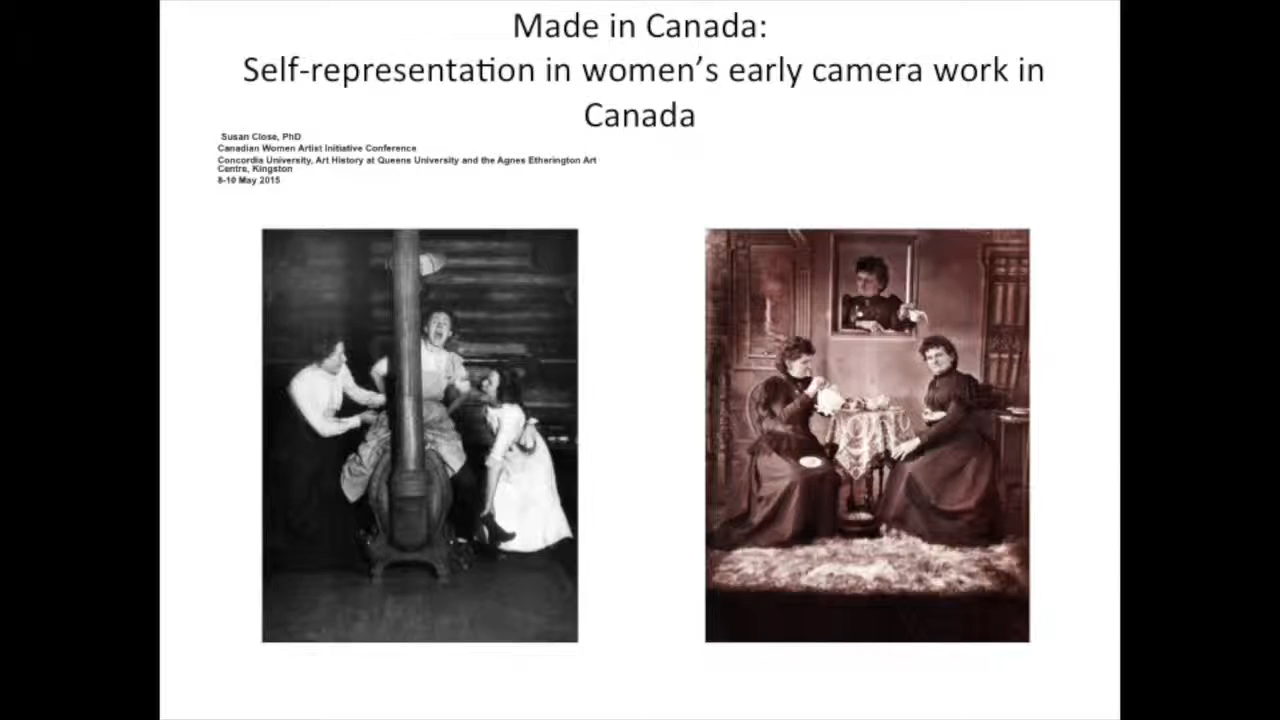 Made in Canada:
Self-representation in women’s early camera work in
Canada
Susan Close, PhD
Canadian Women Artist Initiative Conference
Concordia University, Art History at Queens University and the Agnes Etherington Art
Centre, Kingston
8-10 May 2015